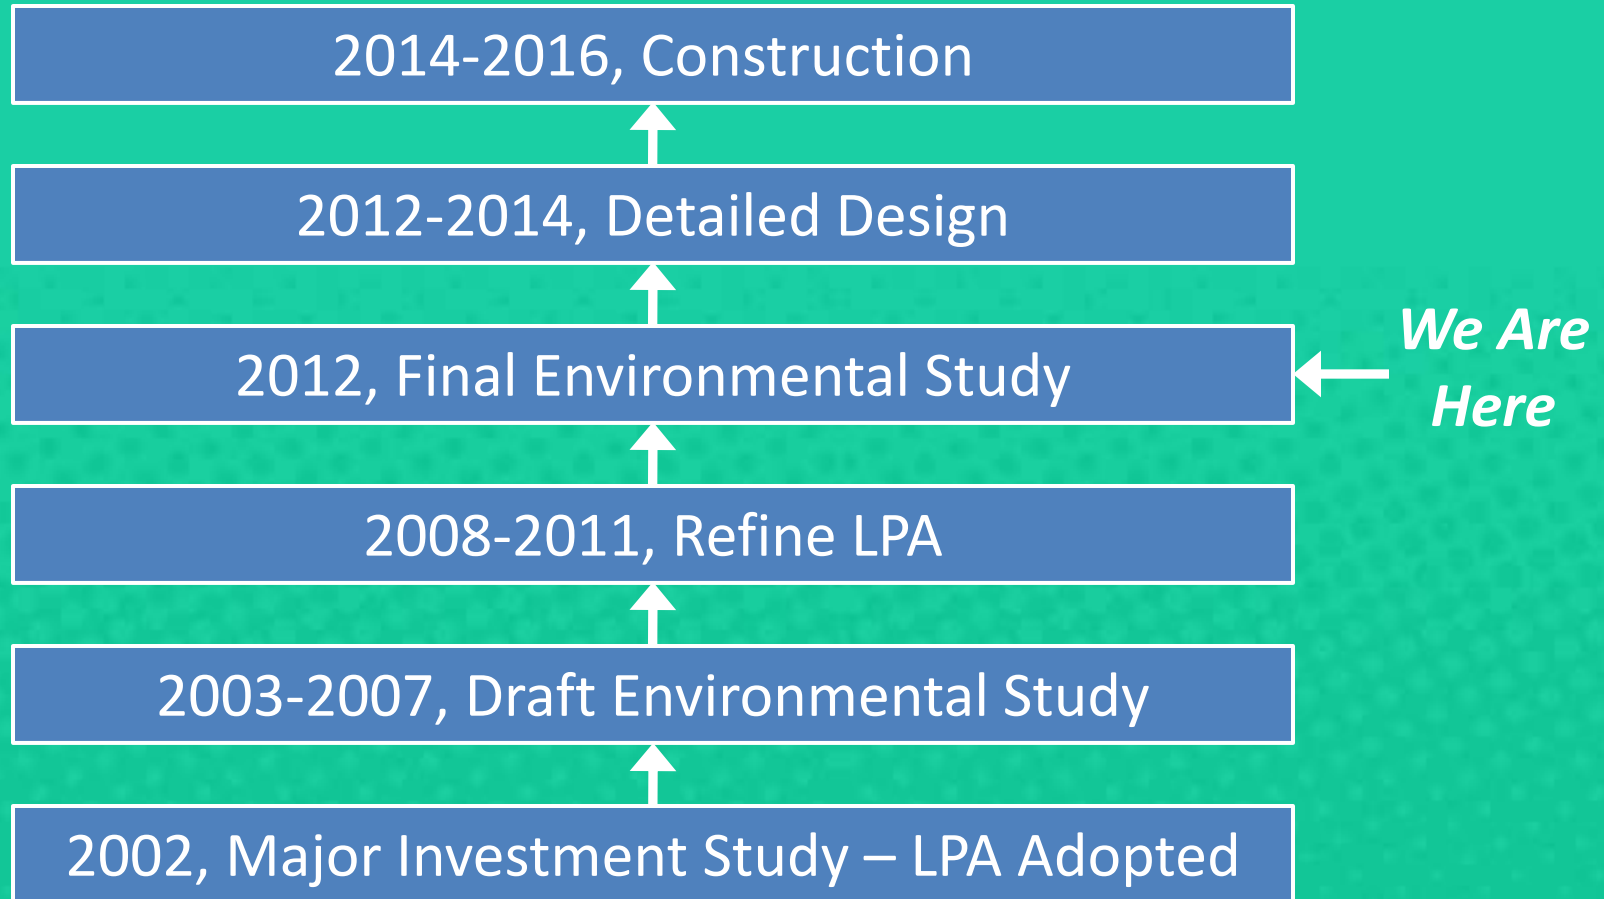 2014-2016, Construction
2012-2014, Detailed Design
2012, Final Environmental Study
We Are
Here
2008-2011, Refine LPA
2003-2007, Draft Environmental Study
2002, Major Investment Study – LPA Adopted